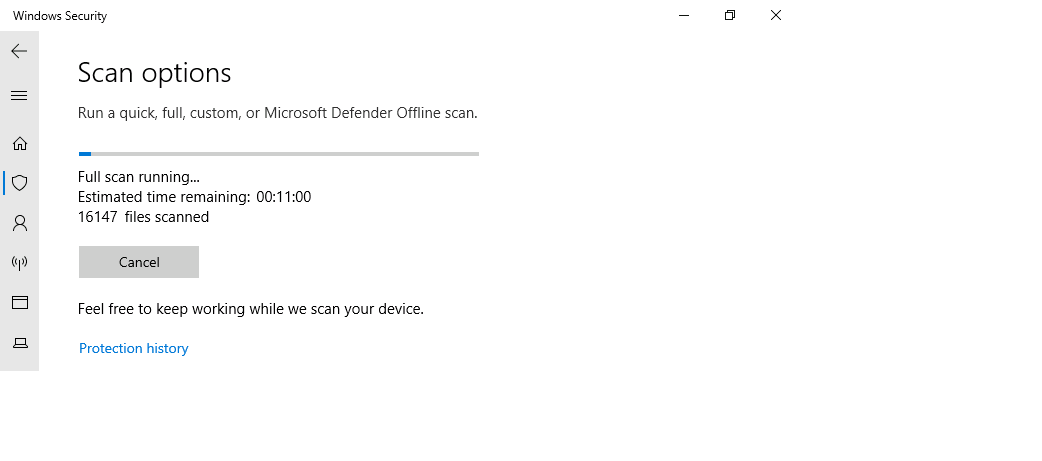 Windows Security
Scan options
Run a quick, full, custom, or Microsoft Defender Offline scan.
Full scan running...
Estimated time remaining: 00:11:00
16147 files scanned
Cancel
Feel free to keep working while we scan your device.
Protection history